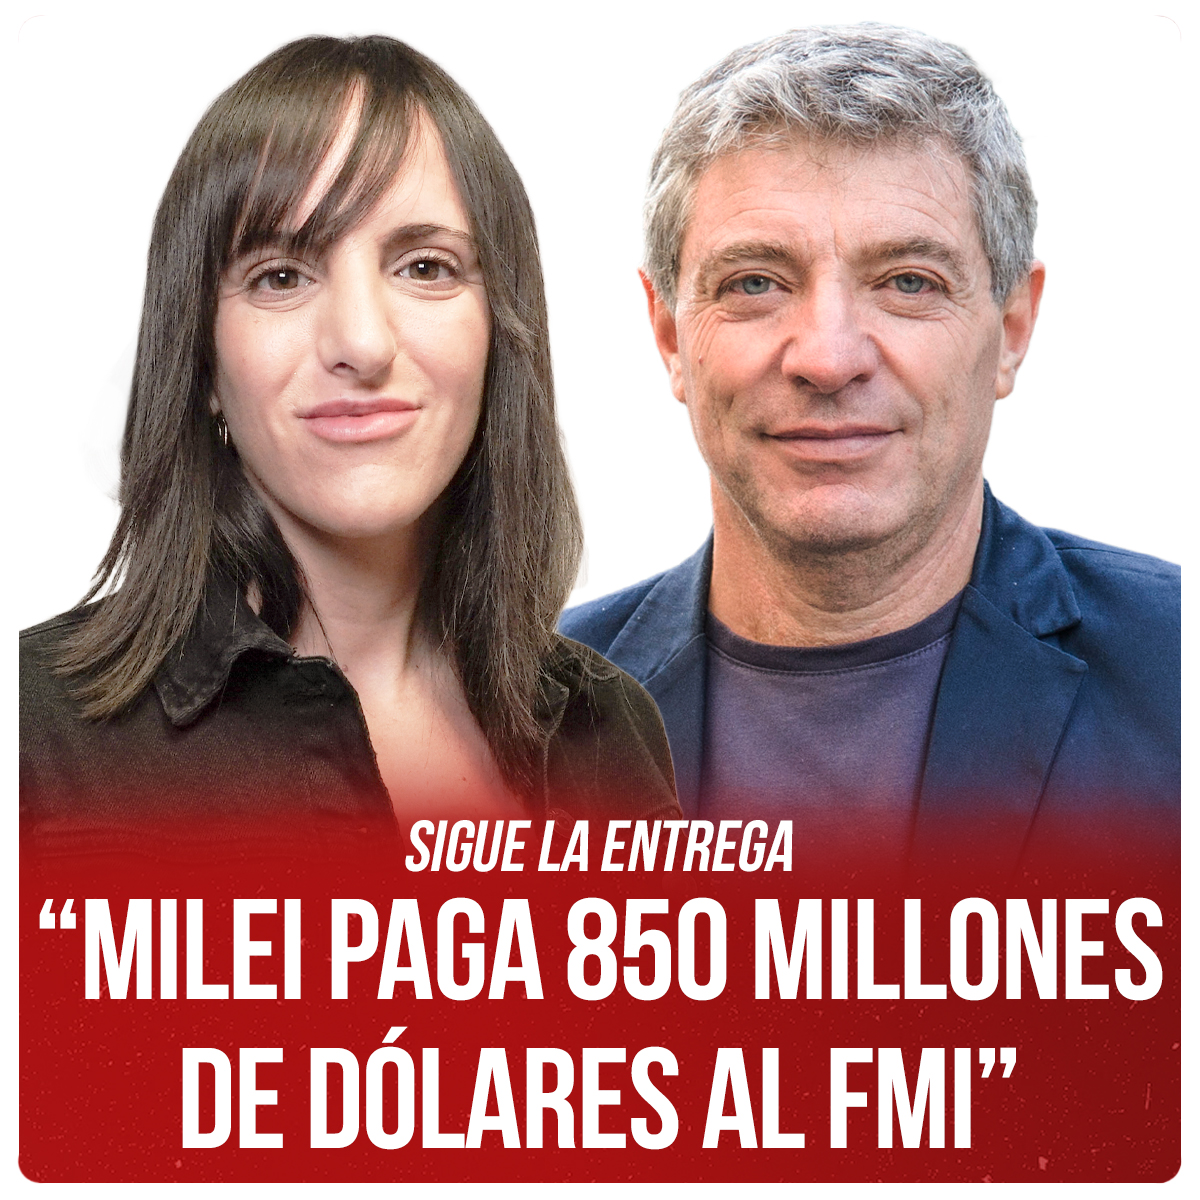 SIGUE LA ENTREGA
“MILEI PAGA 850 MILLONES
DE DÓLARES AL FMI”